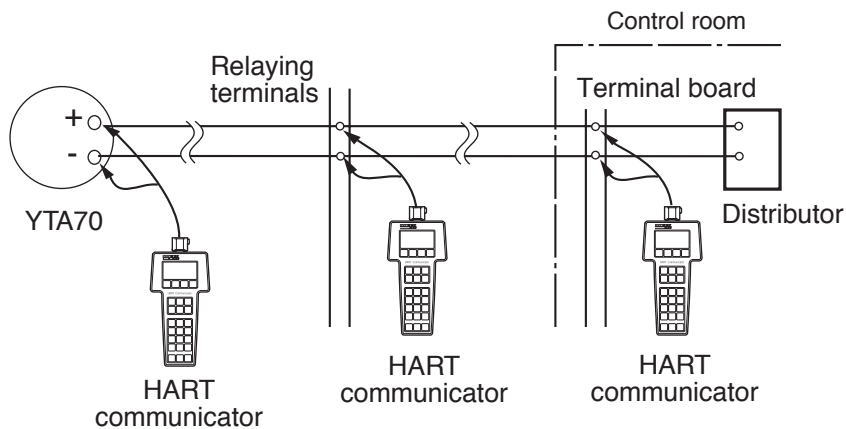 Control room
Relaying
terminals
Terminal board
+
-
YTA70
Distributor
HART
communicator
HART
communicator
HART
communicator